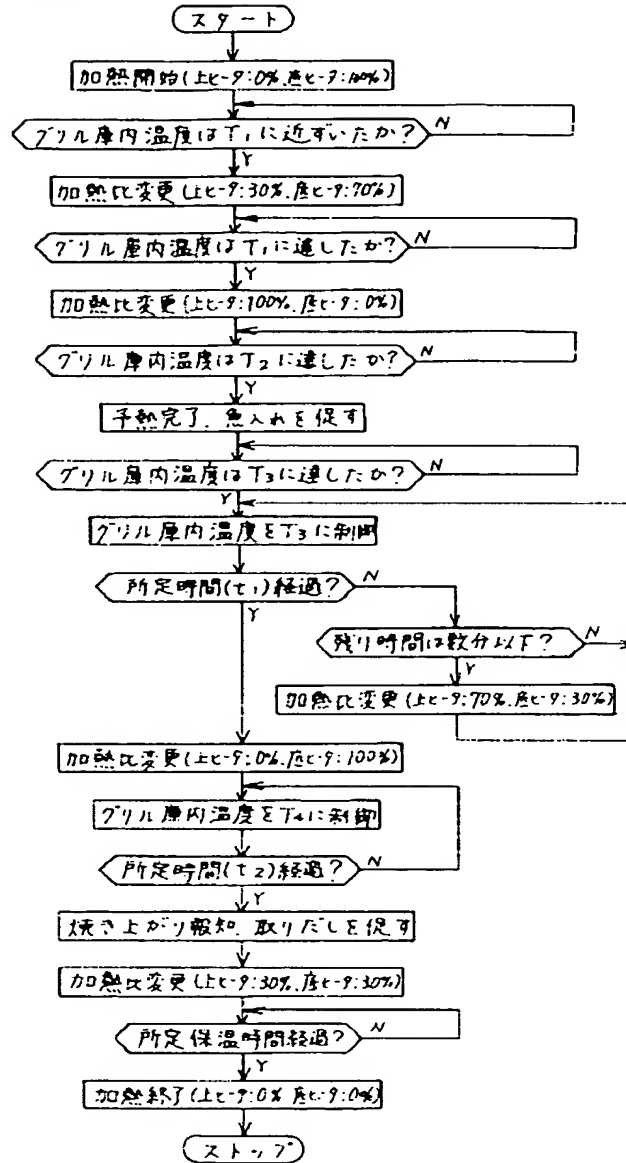 スタート
加熱開始(上ヒータ:0%.底ヒータ:100%)
グリル庫内温度はT1に近ずいたか?
N
Y
加熱比変更(上ヒータ:30%.底ヒータ:70%)
グリル庫内温度はT1に達したか?
N
Y
加熱比変更(上ヒータ:100%.底ヒータ:0%)
グリル庫内温度はT2に達したか?
N
Y
予熱完了、魚入れを促す
グリル庫内温度はT3に達したか?
N
Y
グリル庫内温度をT3に制御
所定時間(t1)経過?
N
Y
残り時間は数分以下?
N
Y
加熱比変更(上ヒータ:70%.底ヒータ:30%)
加熱比変更(上ヒータ:0%.底ヒータ:100%)
グリル庫内温度をT4に制御
所定時間(t2)経過?
N
Y
焼き上がり報知、取りだしを促す
加熱比変更(上ヒータ:30%.底ヒータ:30%)
所定保温時間経過?
N
Y
加熱終了(上ヒータ:0% 底ヒータ:0%)
ストップ